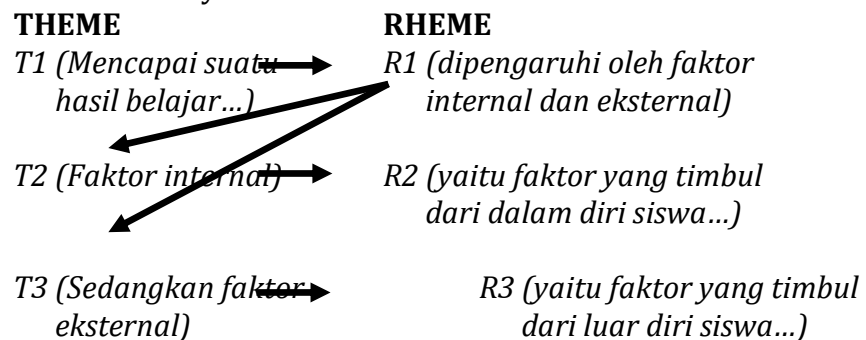 THEME RHEME
T1 (Mencapai suatu R1 (dipengaruhi oleh faktor
hasil belajar…) internal dan eksternal)
T2 (Faktor internal) R2 (yaitu faktor yang timbul
dari dalam diri siswa…)
T3 (Sedangkan faktor R3 (yaitu faktor yang timbul
eksternal) dari luar diri siswa…)